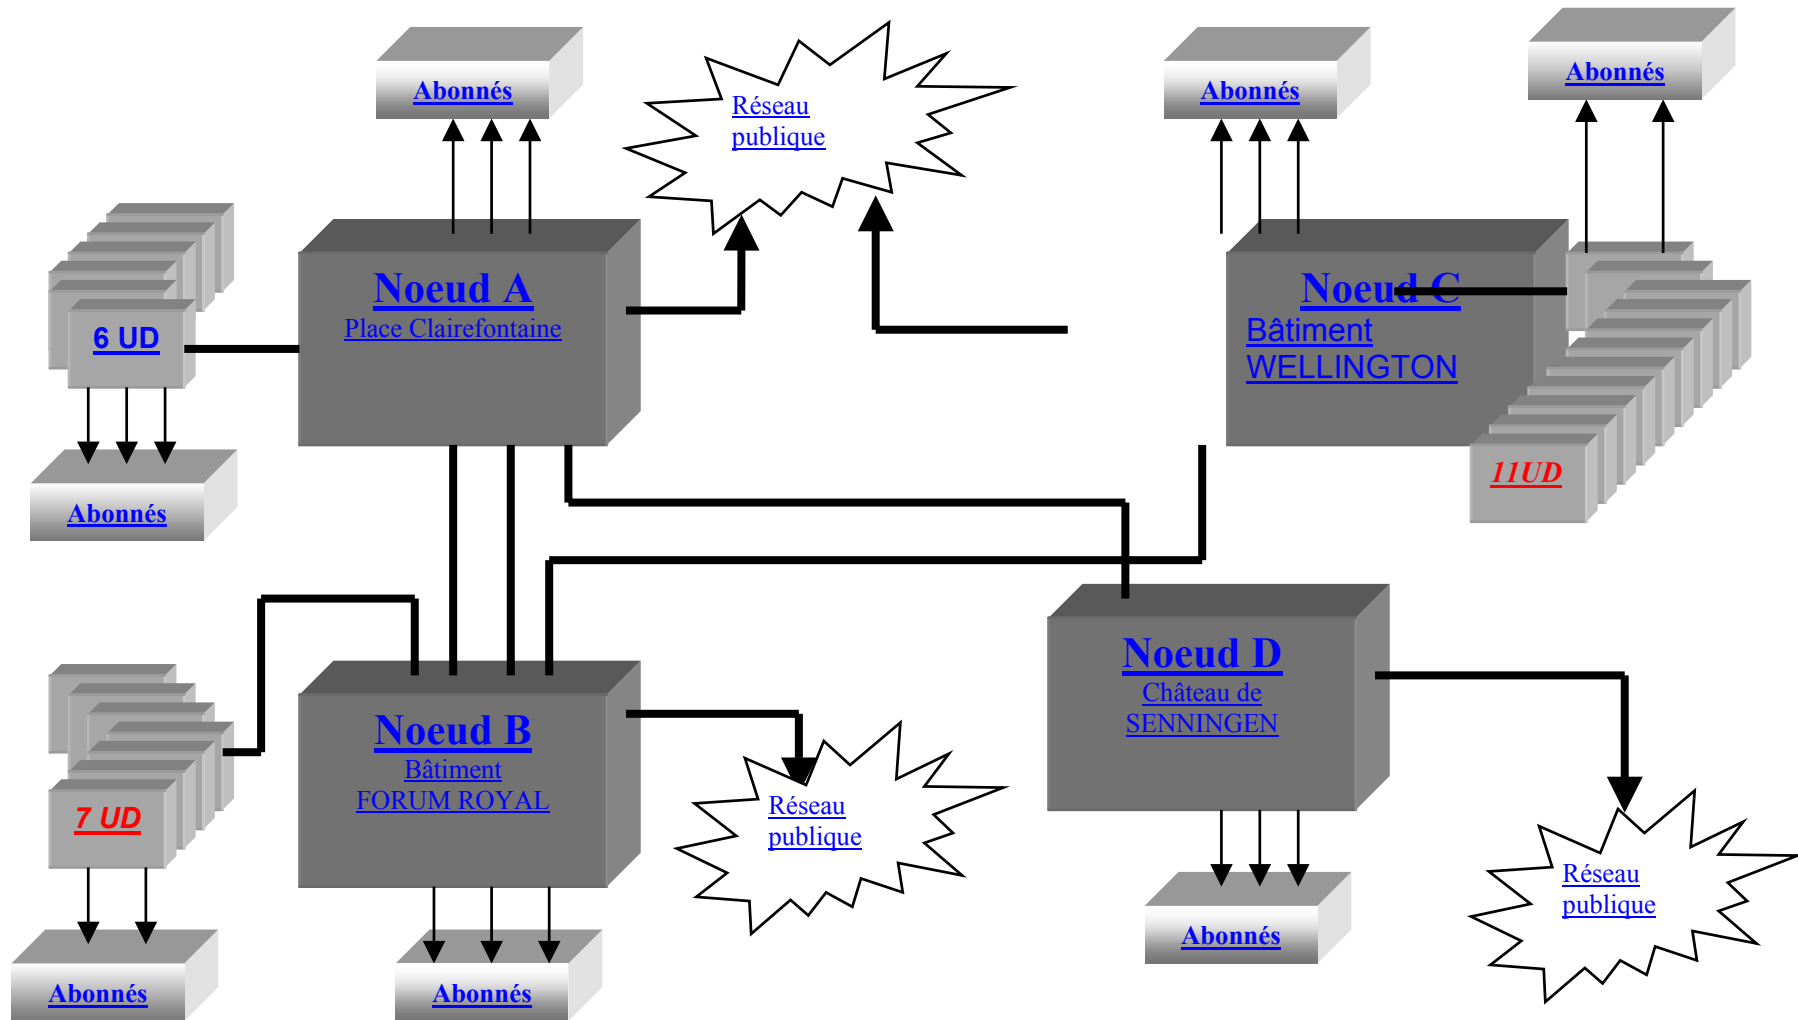 Abonnés
Réseau
publique
Abonnés
Abonnés
Noeud A
Place Clairefontaine
6 UD
Abonnés
Noeud C
Bâtiment
WELLINGTON
11UD
Noeud B
Bâtiment
FORUM ROYAL
7 UD
Abonnés
Abonnés
Réseau
publique
Noeud D
Château de
SENNINGEN
Abonnés
Réseau
publique